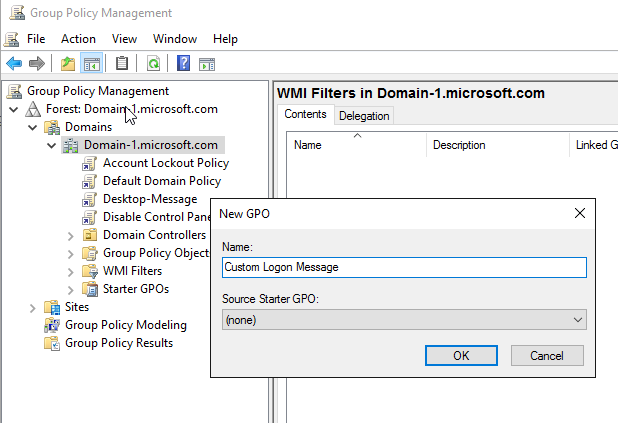 Group Policy Management
File Action View Window Help
Group Policy Management
Forest: Domain-1.microsoft.com
Domains
Domain-1.microsoft.com
Account Lockout Policy
Default Domain Policy
Desktop-Message
Disable Control Pane
Domain Controllers
Group Policy Object
WMI Filters
Starter GPOs
Sites
Group Policy Modeling
Group Policy Results
WMI Filters in Domain-1.microsoft.com
Contents Delegation
Name Description Linked G
New GPO
Name:
Custom Logon Message
Source Starter GPO:
(none)
OK Cancel